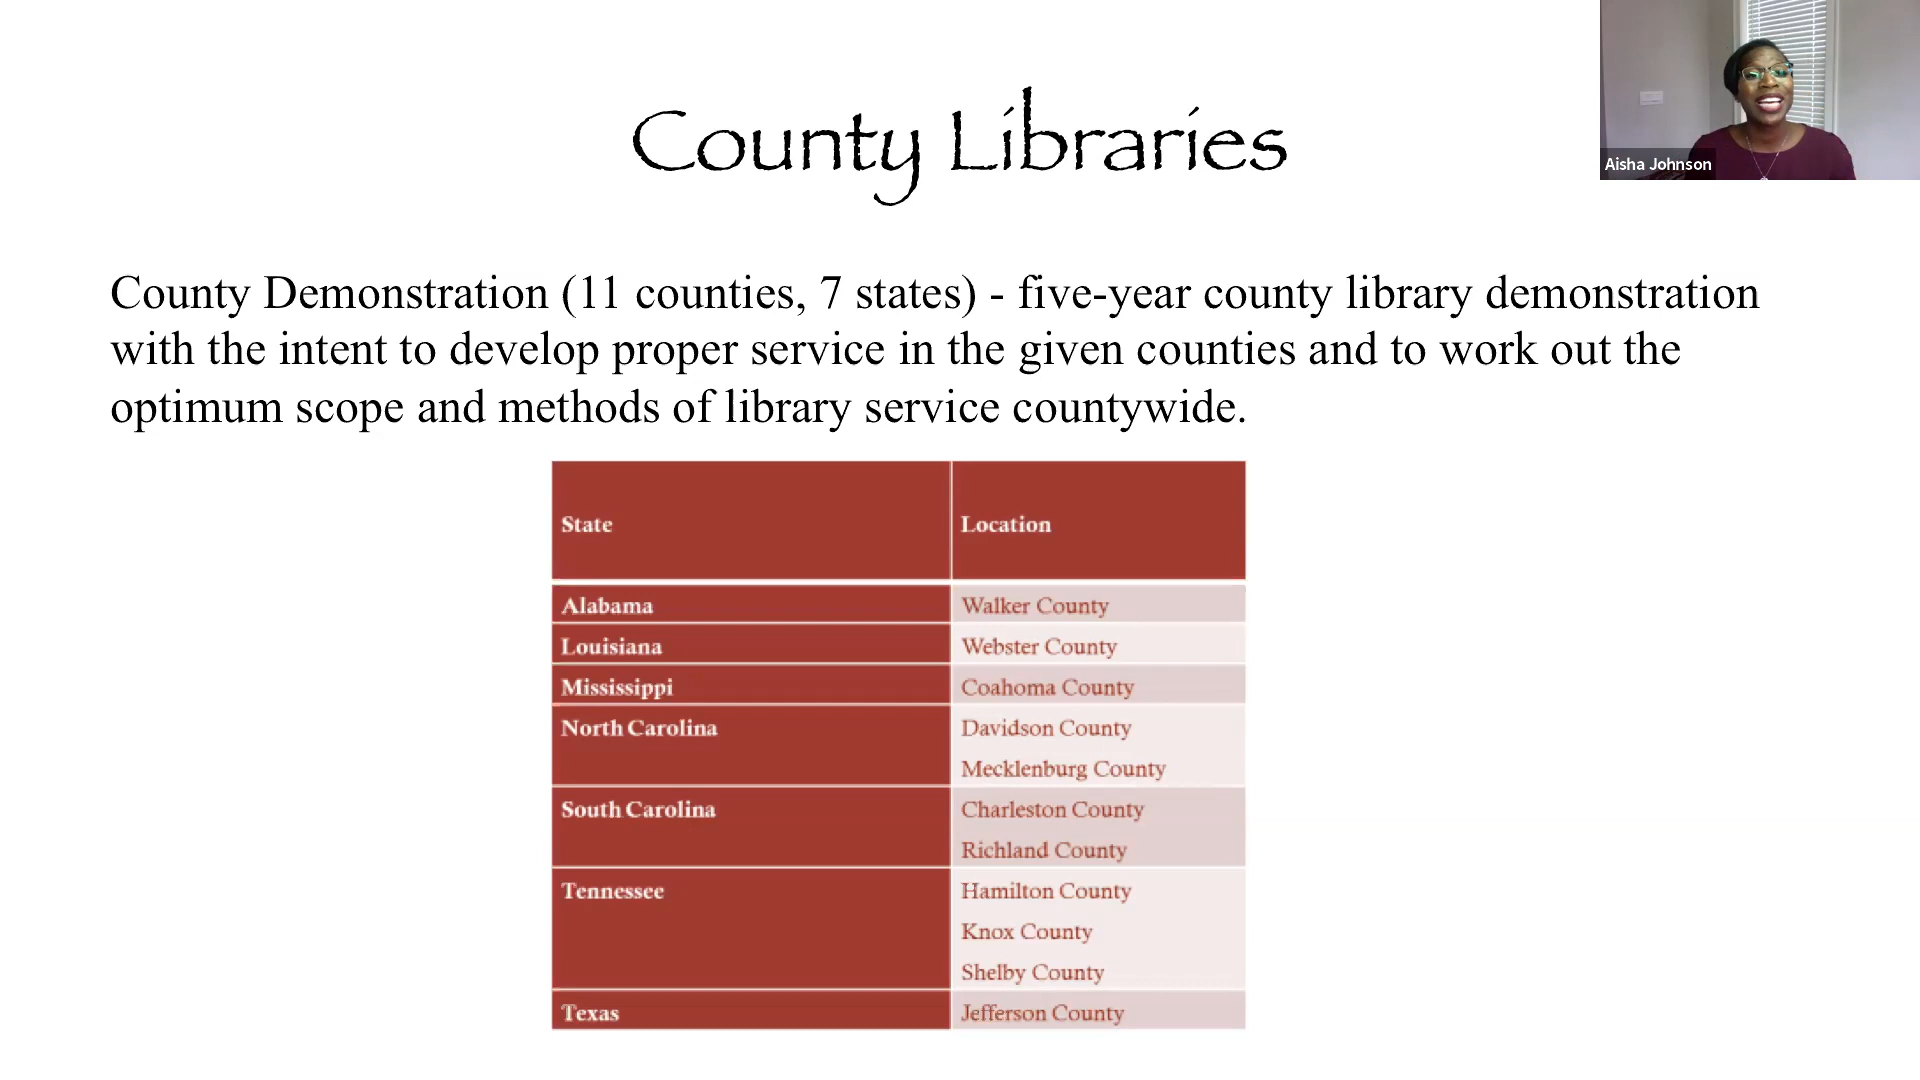 County Libraries
Aisha Johnson
County Demonstration (11 counties, 7 states) - five-year county library demonstration
with the intent to develop proper service in the given counties and to work out the
optimum scope and methods of library service countywide.
State Location
Alabama Walker County
Louisiana Webster County
Mississippi Coahoma County
North Carolina Davidson County
Mecklenburg County
South Carolina Charleston County
Richland County
Tennessee Hamilton County
Knox County
Shelby County
Texas Jefferson County